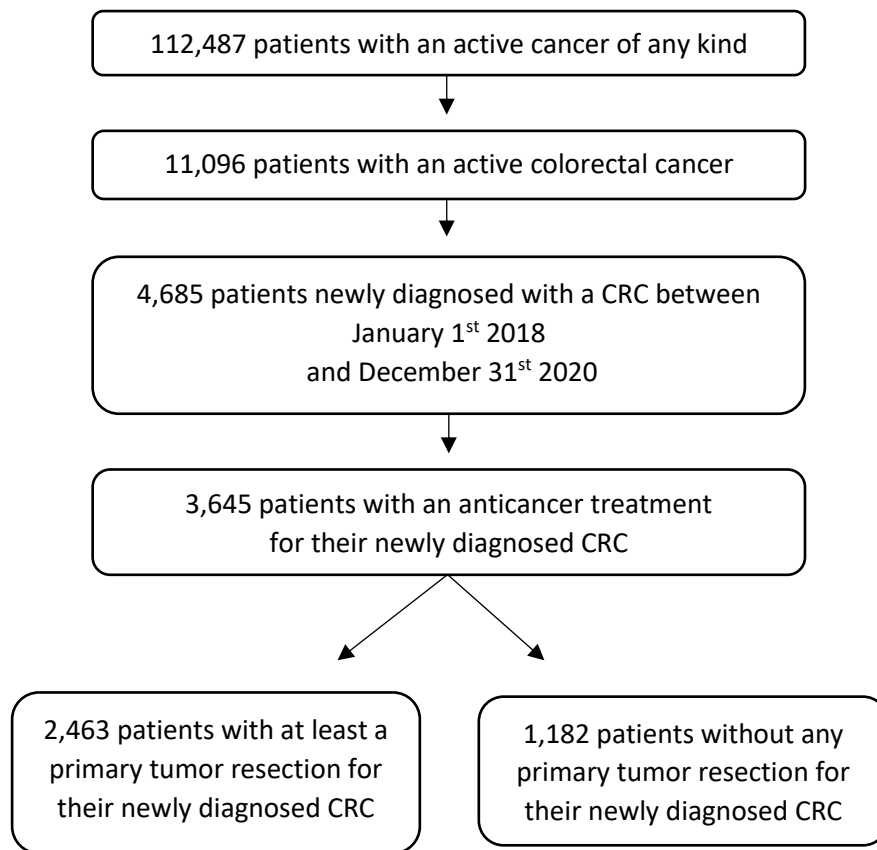 112,487 patients with an active cancer of any kind
11,096 patients with an active colorectal cancer
4,685 patients newly diagnosed with a CRC between
January 1st 2018
and December 31st 2020
3,645 patients with an anticancer treatment
for their newly diagnosed CRC
2,463 patients with at least a
primary tumor resection for
their newly diagnosed CRC
1,182 patients without any
primary tumor resection for
their newly diagnosed CRC